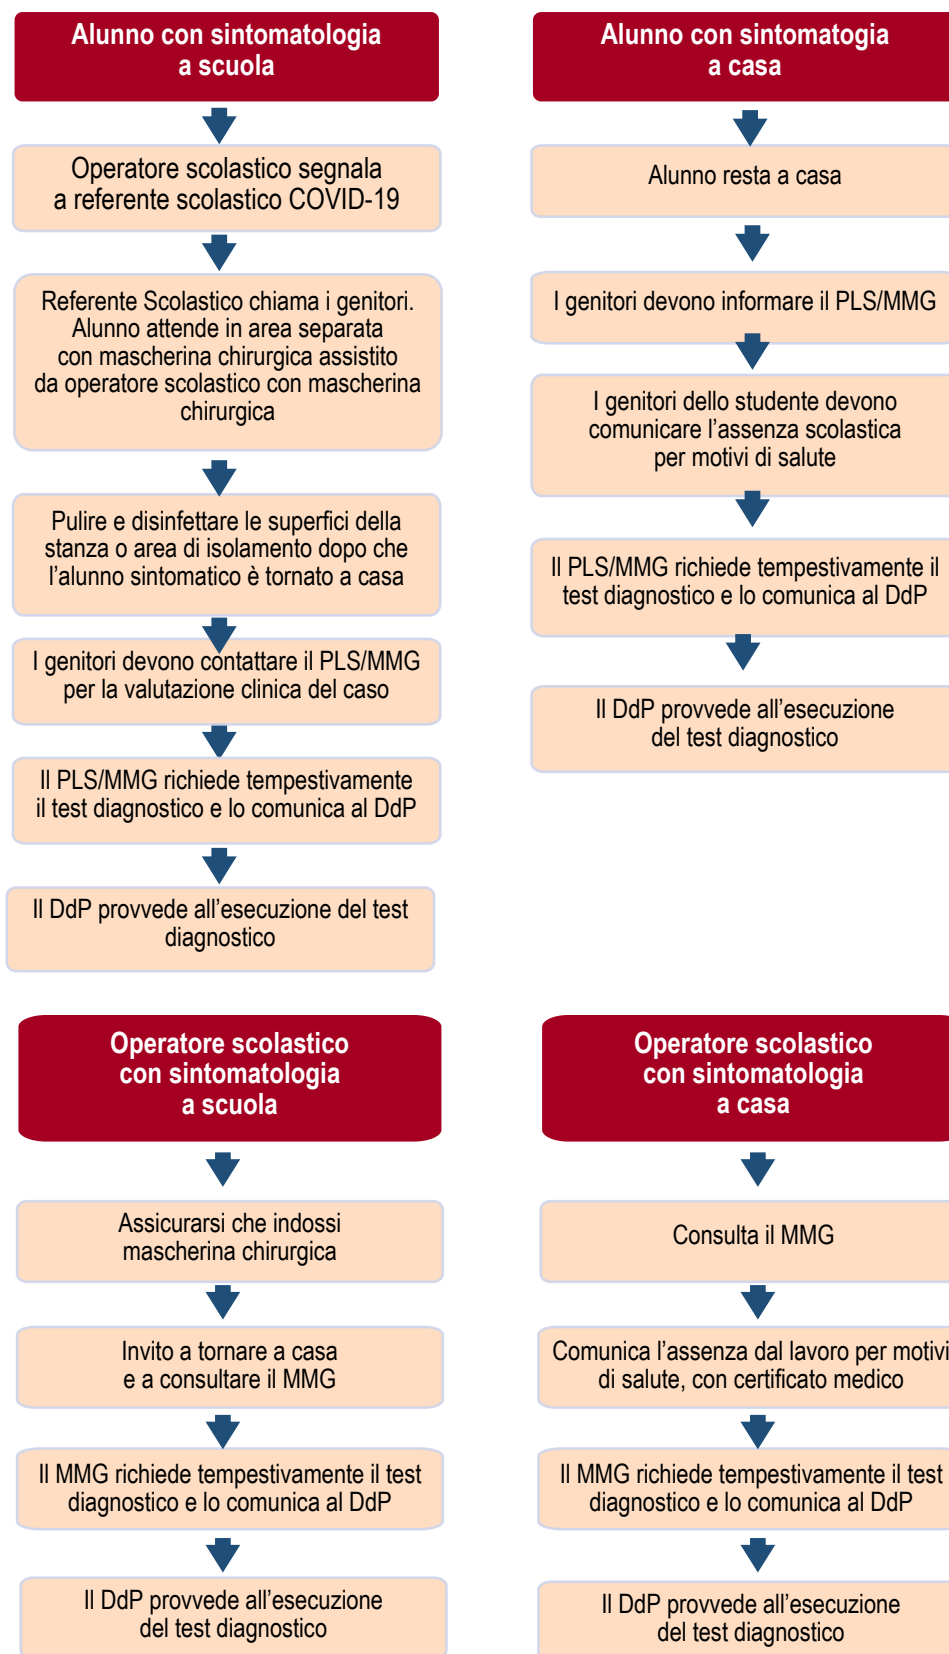 Alunno con sintomatologia
a scuola
Operatore scolastico segnala
a referente scolastico COVID-19
Referente Scolastico chiama i genitori.
Alunno attende in area separata
con mascherina chirurgica assistito
da operatore scolastico con mascherina
chirurgica
Pulire e disinfettare le superfici della
stanza o area di isolamento dopo che
l’alunno sintomatico è tornato a casa
I genitori devono contattare il PLS/MMG
per la valutazione clinica del caso
Il PLS/MMG richiede tempestivamente
il test diagnostico e lo comunica al DdP
Il DdP provvede all’esecuzione del test
diagnostico
Alunno con sintomatogia
a casa
Alunno resta a casa
I genitori devono informare il PLS/MMG
I genitori dello studente devono
comunicare l’assenza scolastica
per motivi di salute
Il PLS/MMG richiede tempestivamente il
test diagnostico e lo comunica al DdP
Il DdP provvede all’esecuzione
del test diagnostico
Operatore scolastico
con sintomatologia
a scuola
Assicurarsi che indossi
mascherina chirurgica
Invito a tornare a casa
e a consultare il MMG
Il MMG richiede tempestivamente il test
diagnostico e lo comunica al DdP
Il DdP provvede all’esecuzione
del test diagnostico
Operatore scolastico
con sintomatologia
a casa
Consulta il MMG
Comunica l’assenza dal lavoro per motivi
di salute, con certificato medico
Il MMG richiede tempestivamente il test
diagnostico e lo comunica al DdP
Il DdP provvede all’esecuzione
del test diagnostico